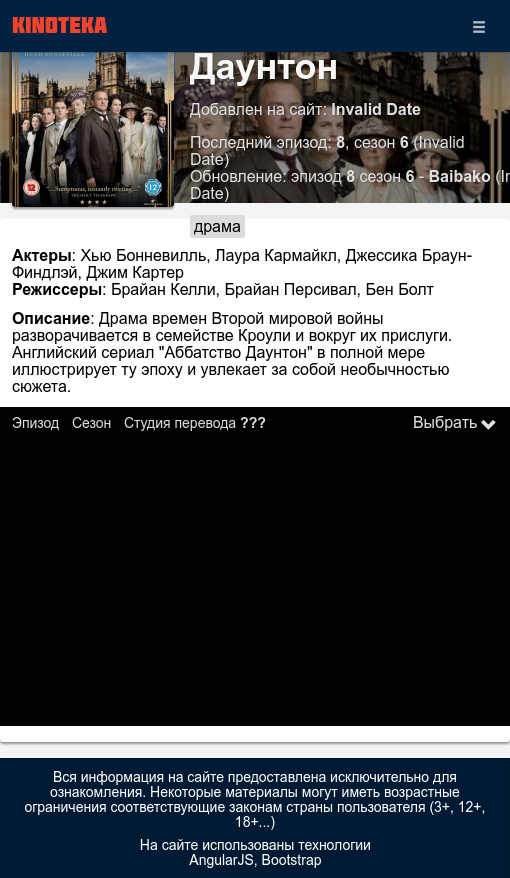 KINOTEKA
HUGH BONNEVILLE
Даунтон
Добавлен на сайт: Invalid Date
Последний эпизод: 8, сезон 6 (Invalid
Date)
Обновление: эпизод 8 сезон 6 - Baibako (In
Date)
12
"...Sumptuous, instantly riveting..."
★★★★
12
драма
Актеры: Хью Бонневилль, Лаура Кармайкл, Джессика Браун-
Финдлэй, Джим Картер
Режиссеры: Брайан Келли, Брайан Персивал, Бен Болт
Описание: Драма времен Второй мировой войны
разворачивается в семействе Кроули и вокруг их прислуги.
Английский сериал "Аббатство Даунтон" в полной мере
иллюстрирует ту эпоху и увлекает за собой необычностью
сюжета.
Эпизод Сезон Студия перевода ??? Выбрать
Вся информация на сайте предоставлена исключительно для
ознакомления. Некоторые материалы могут иметь возрастные
ограничения соответствующие законам страны пользователя (3+, 12+,
18+...)
На сайте использованы технологии
AngularJS, Bootstrap